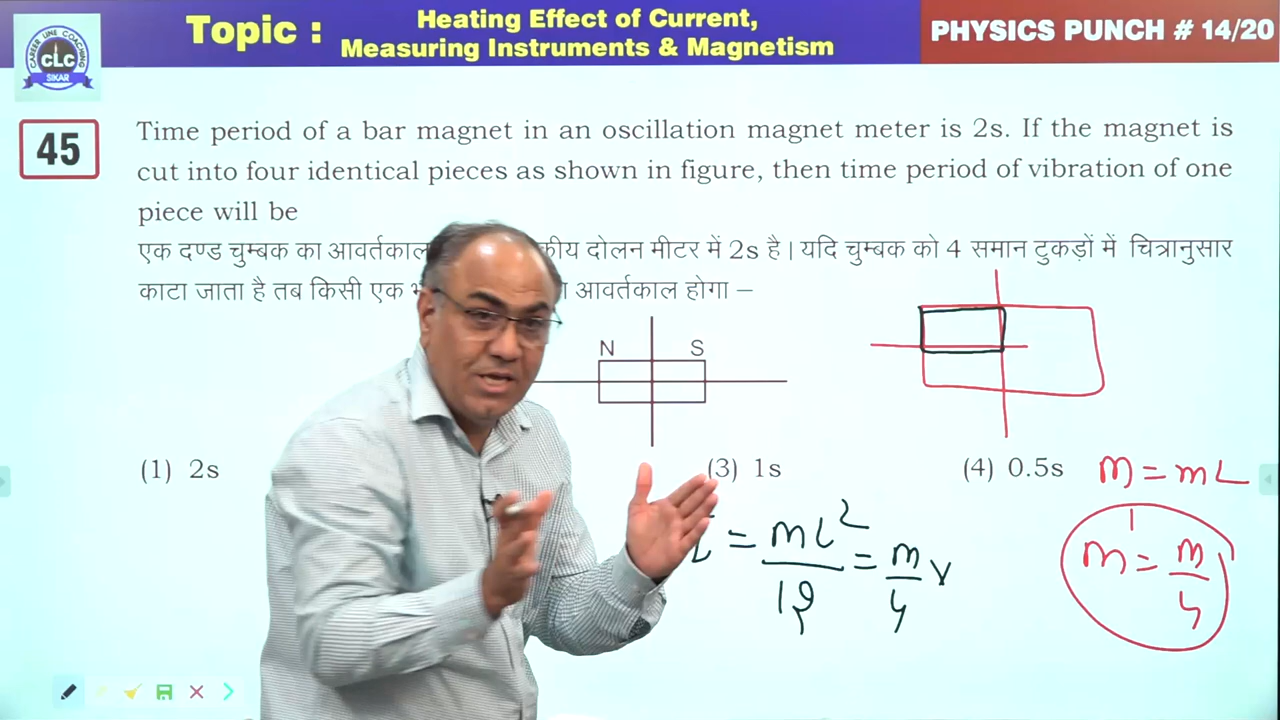 Topic :
Heating Effect of Current,
Measuring Instruments & Magnetism
PHYSICS PUNCH # 14/20
CAREER LINE COACHING
CLC
SIKAR
45
Time period of a bar magnet in an oscillation magnet meter is 2s. If the magnet is
cut into four identical pieces as shown in figure, then time period of vibration of one
piece will be
एक दण्ड चुम्बक का आवर्तकाल दोलन मीटर में 2s है। यदि चुम्बक को 4 समान टुकड़ों में चित्रानुसार
काटा जाता है तब किसी एक आवर्तकाल होगा –
N S
(1) 2s
(3) 1s
(4) 0.5s
M = mL
= mL² / 12 = m/4 ×
M' = M/4